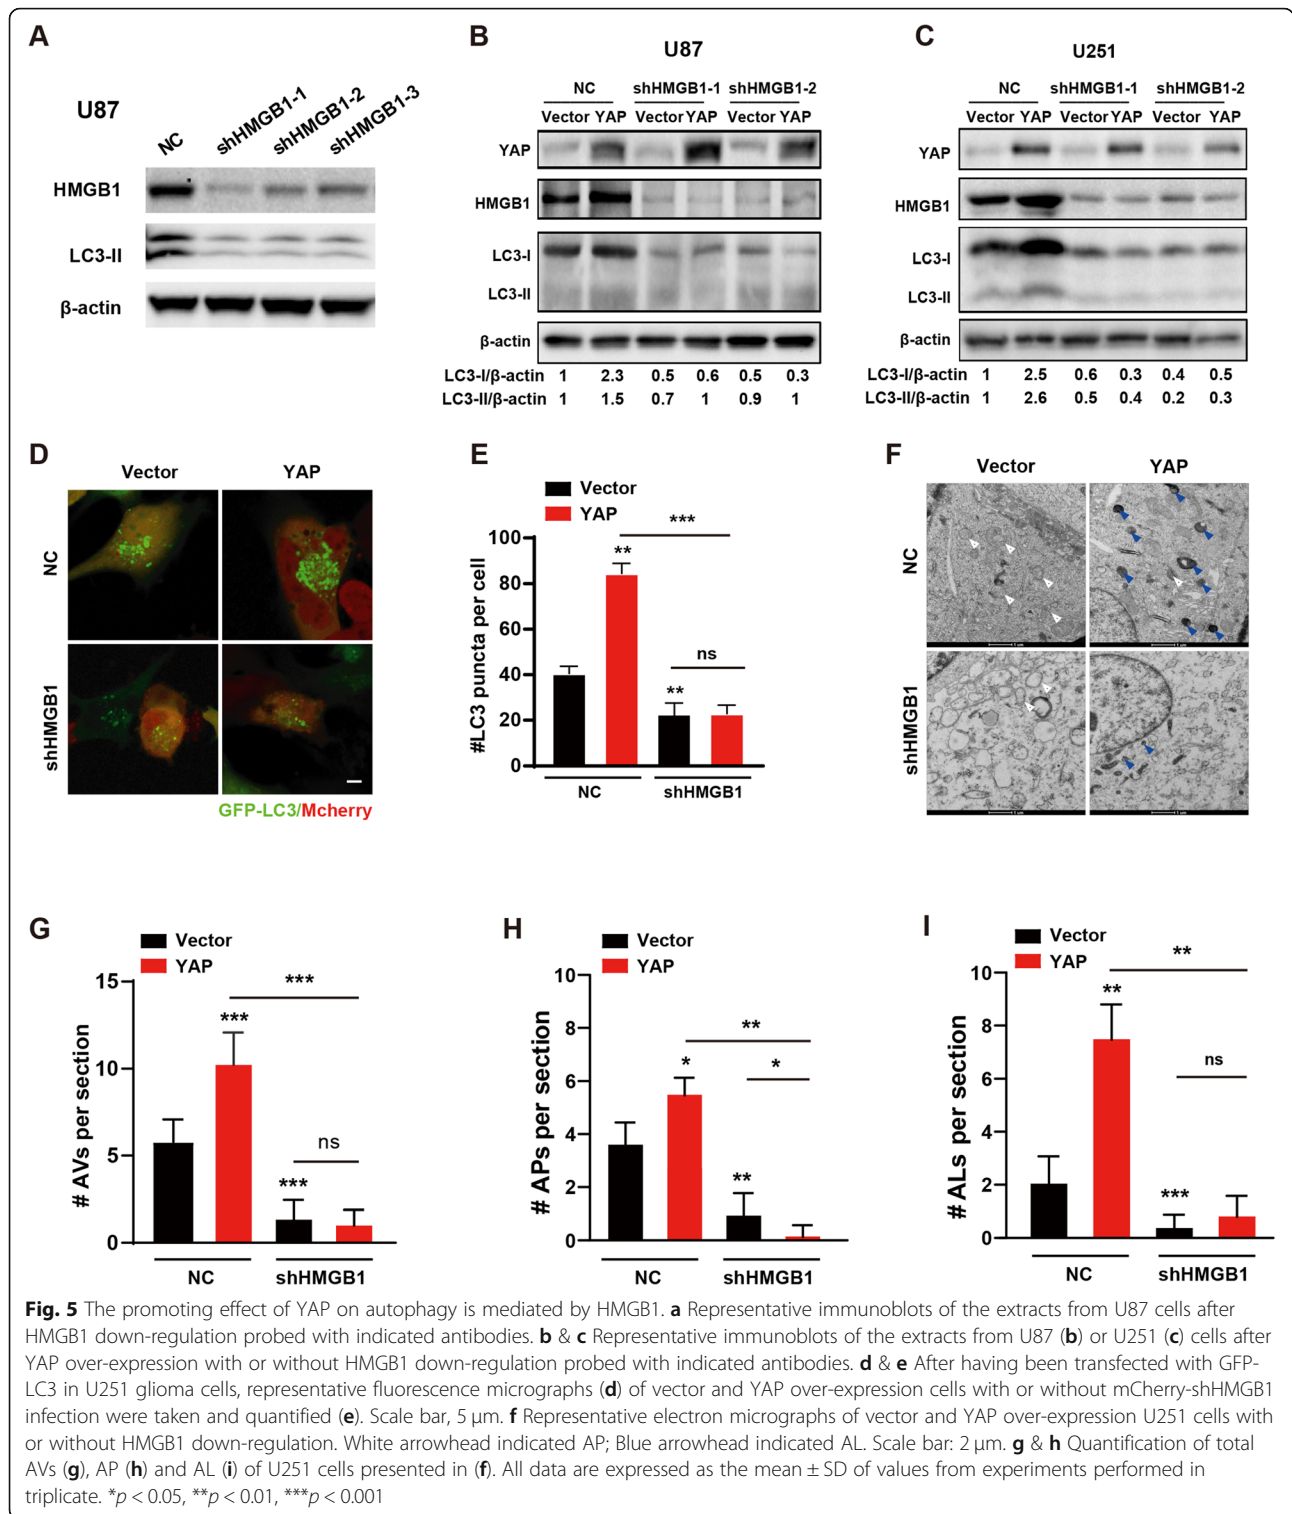 A
U87
NC
shHMGB1-1
shHMGB1-2
shHMGB1-3
HMGB1
LC3-II
β-actin
B
U87
NC shHMGB1-1 shHMGB1-2
Vector YAP Vector YAP Vector YAP
YAP
HMGB1
LC3-I
LC3-II
β-actin
LC3-I/β-actin 1 2.3 0.5 0.6 0.5 0.3
LC3-II/β-actin 1 1.5 0.7 1 0.9 1
C
U251
NC shHMGB1-1 shHMGB1-2
Vector YAP Vector YAP Vector YAP
YAP
HMGB1
LC3-I
LC3-II
β-actin
LC3-I/β-actin 1 2.5 0.6 0.3 0.4 0.5
LC3-II/β-actin 1 2.6 0.5 0.4 0.2 0.3
D
Vector YAP
NC
shHMGB1
GFP-LC3/Mcherry
E
Vector
YAP
#LC3 puncta per cell
100
80
60
40
20
0
**
***
**
ns
NC shHMGB1
F
Vector YAP
NC
shHMGB1
G
Vector
YAP
# AVs per section
15
10
5
0
***
***
***
ns
NC shHMGB1
H
Vector
YAP
# APs per section
10
8
6
4
2
0
*
**
**
*
NC shHMGB1
I
Vector
YAP
# ALs per section
10
8
6
4
2
0
**
**
***
ns
NC shHMGB1
Fig. 5 The promoting effect of YAP on autophagy is mediated by HMGB1. a Representative immunoblots of the extracts from U87 cells after
HMGB1 down-regulation probed with indicated antibodies. b & c Representative immunoblots of the extracts from U87 (b) or U251 (c) cells after
YAP over-expression with or without HMGB1 down-regulation probed with indicated antibodies. d & e After having been transfected with GFP-
LC3 in U251 glioma cells, representative fluorescence micrographs (d) of vector and YAP over-expression cells with or without mCherry-shHMGB1
infection were taken and quantified (e). Scale bar, 5 μm. f Representative electron micrographs of vector and YAP over-expression U251 cells with
or without HMGB1 down-regulation. White arrowhead indicated AP; Blue arrowhead indicated AL. Scale bar: 2 μm. g & h Quantification of total
AVs (g), AP (h) and AL (i) of U251 cells presented in (f). All data are expressed as the mean ± SD of values from experiments performed in
triplicate. *p < 0.05, **p < 0.01, ***p < 0.001